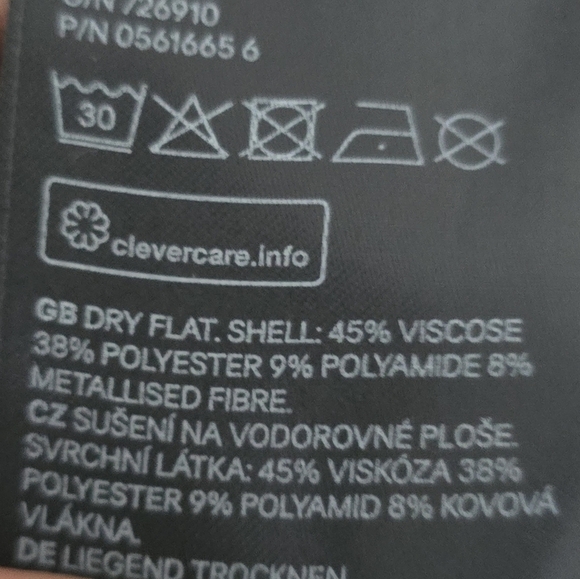 726910
P/N 0561665 6
30
clevercare.info
GB DRY FLAT. SHELL: 45% VISCOSE
38% POLYESTER 9% POLYAMIDE 8%
METALLISED FIBRE.
CZ SUŠENÍ NA VODOROVNÉ PLOŠE.
SVRCHNÍ LÁTKA: 45% VISKÓZA 38%
POLYESTER 9% POLYAMID 8% KOVOVÁ
VLÁKNA.
DE LIEGEND TROCKNEN